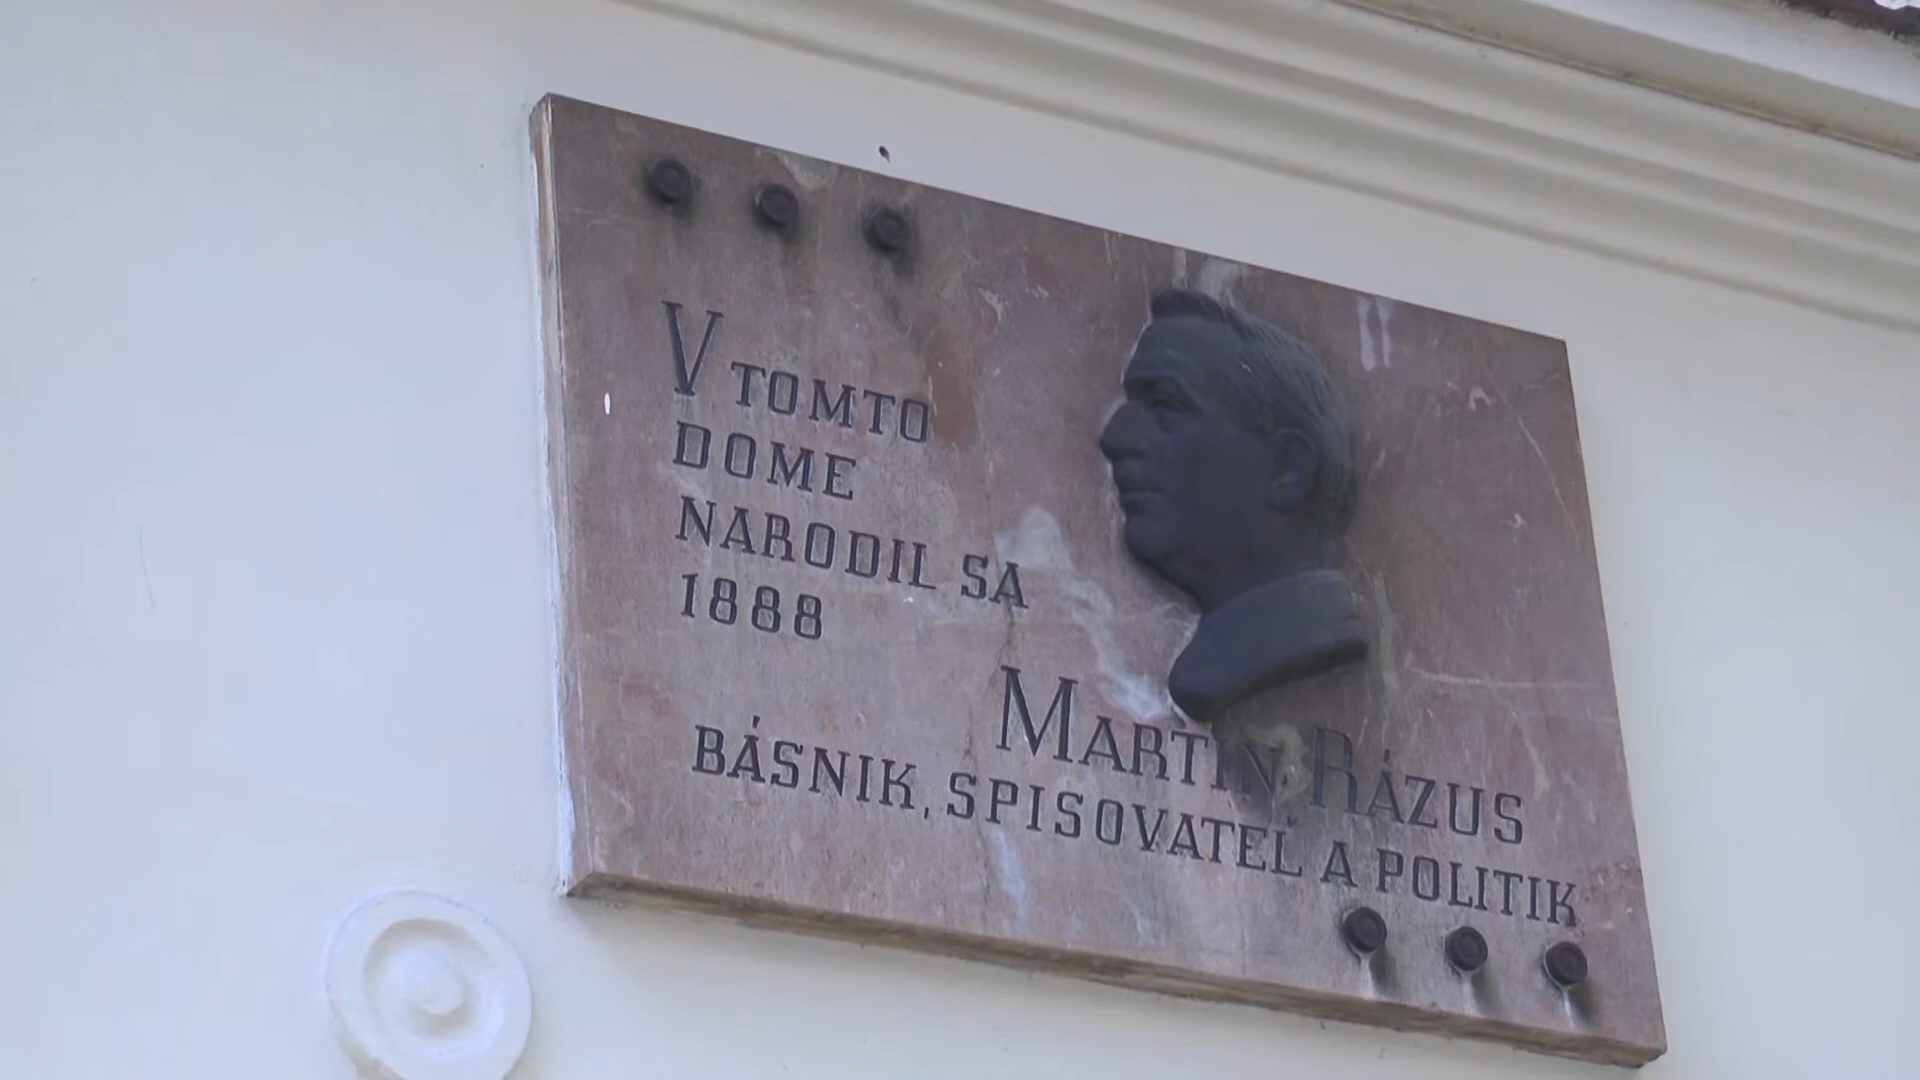 V TOMTO
DOME
NARODIL SA
1888
MARTIN RÁZUS
BÁSNIK, SPISOVATEĽ A POLITIK